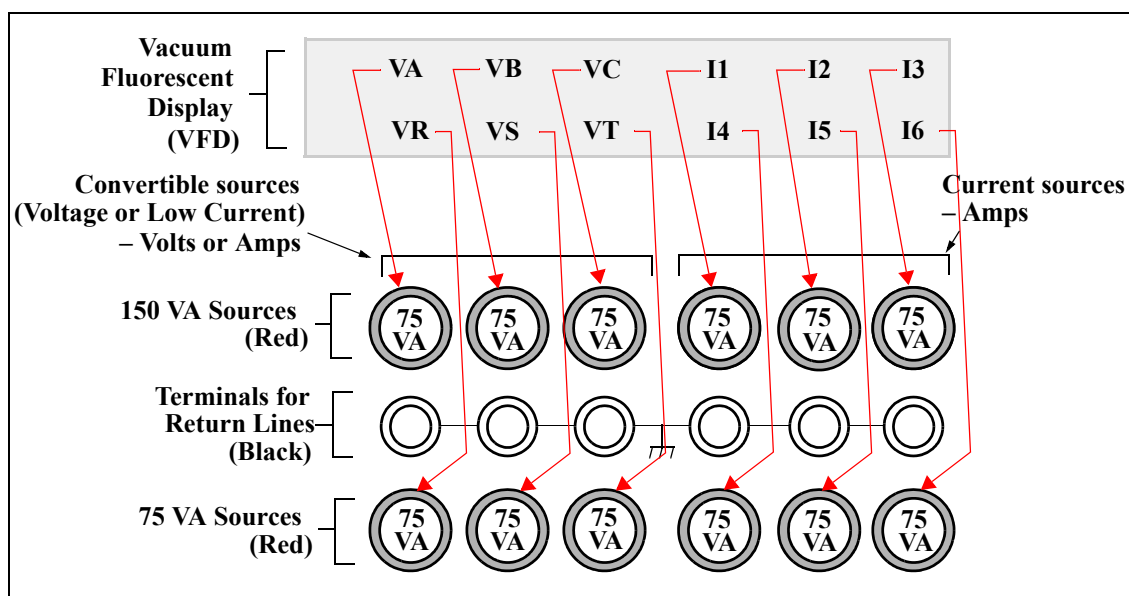 Vacuum
Fluorescent
Display
(VFD)
VA VB VC I1 I2 I3
VR VS VT I4 I5 I6
Convertible sources
(Voltage or Low Current)
– Volts or Amps
Current sources
– Amps
150 VA Sources
(Red)
75 VA 75 VA 75 VA 75 VA 75 VA 75 VA
Terminals for
Return Lines
(Black)
75 VA Sources
(Red)
75 VA 75 VA 75 VA 75 VA 75 VA 75 VA